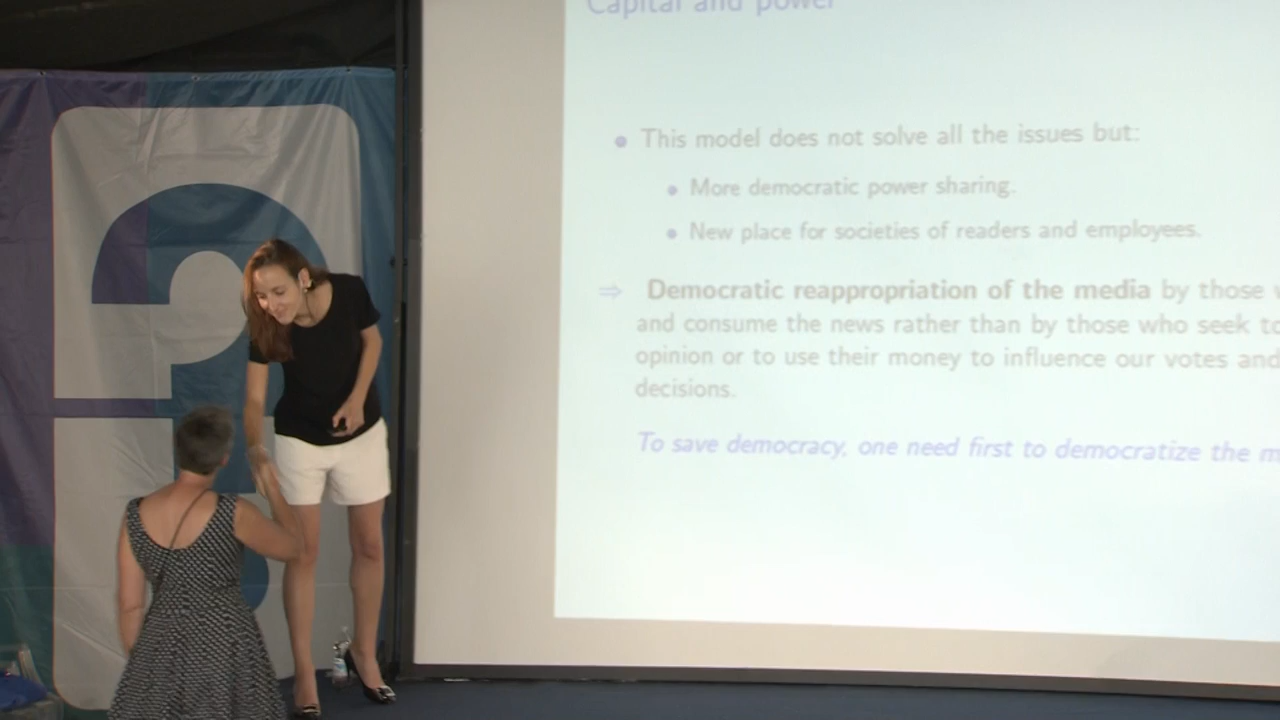 Capital and power
This model does not solve all the issues but:
More democratic power sharing.
New place for societies of readers and employees.
⇒ Democratic reappropriation of the media by those
and consume the news rather than by those who seek to
opinion or to use their money to influence our votes and
decisions.
To save democracy, one need first to democratize the